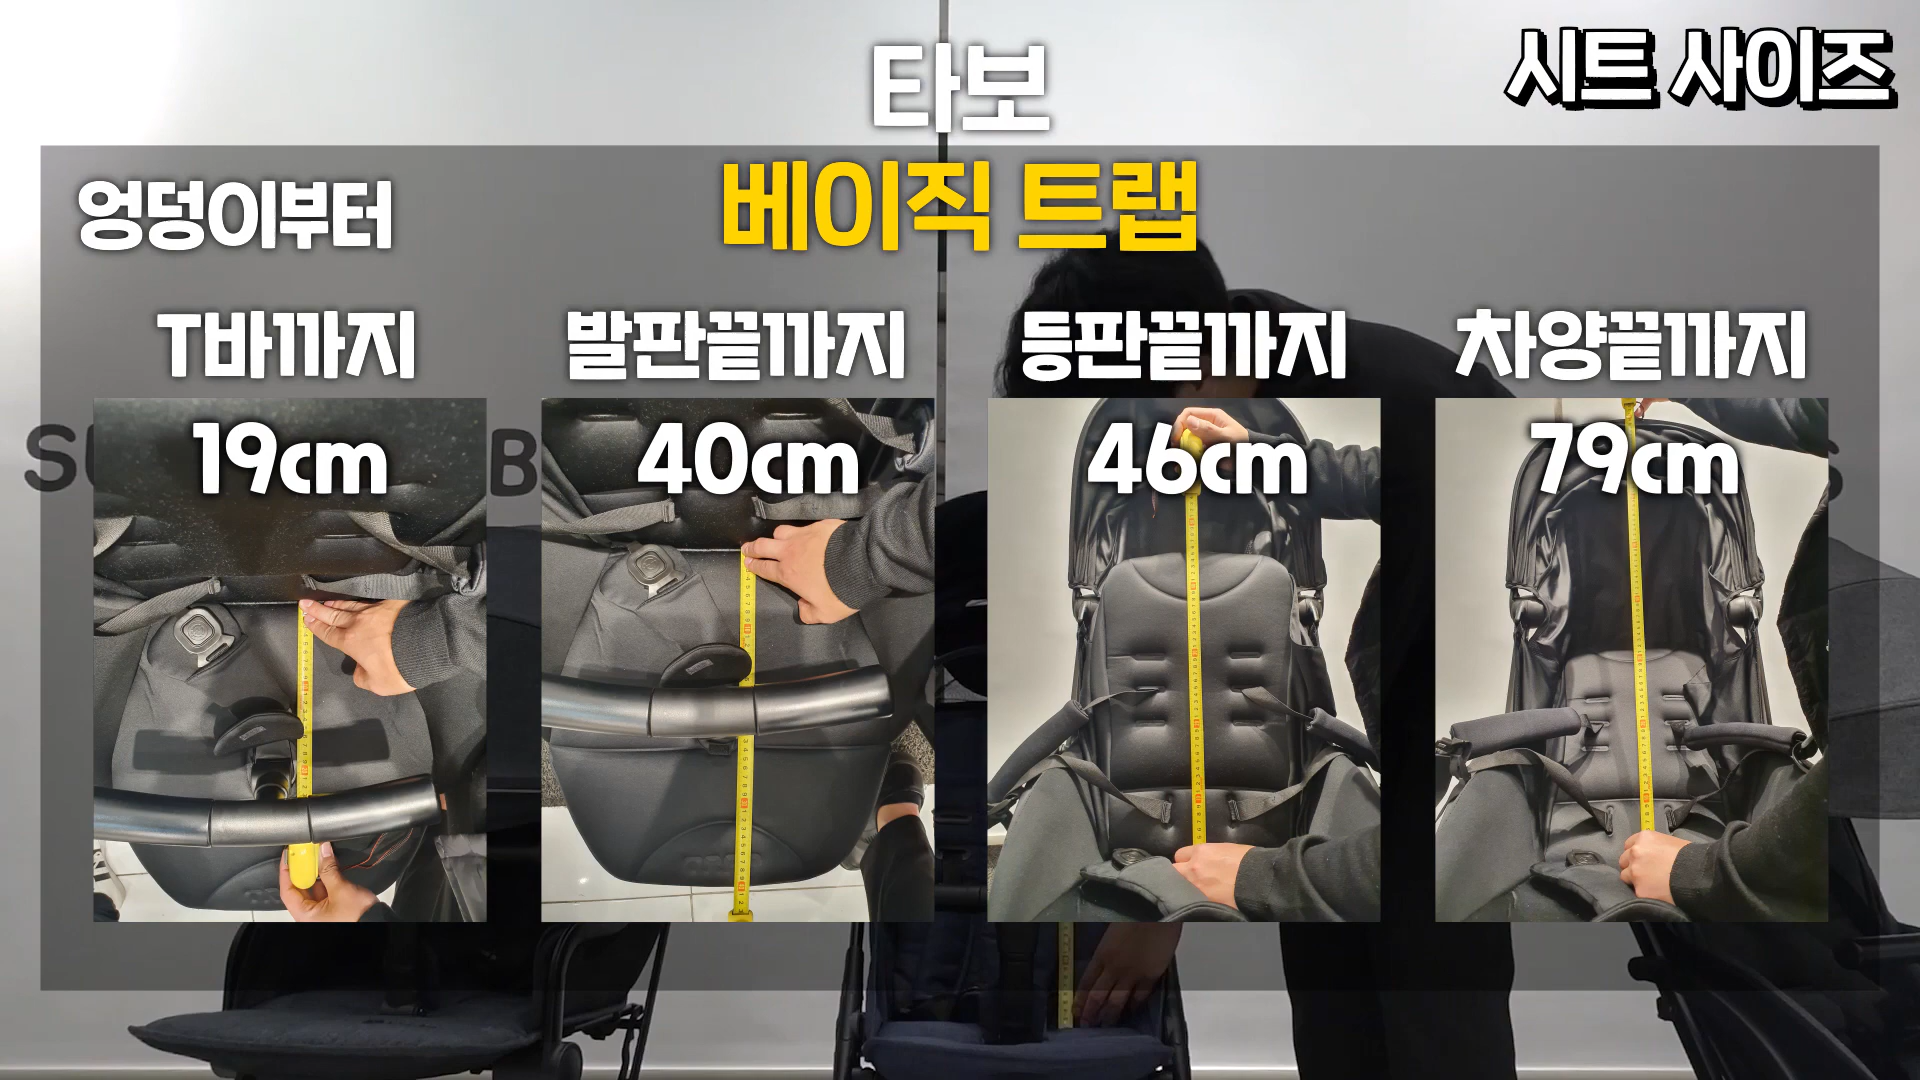 시트 사이즈
타보
베이직 트랩
엉덩이부터
T바까지
발판끝까지
등판끝까지
차양끝까지
19cm
40cm
46cm
79cm